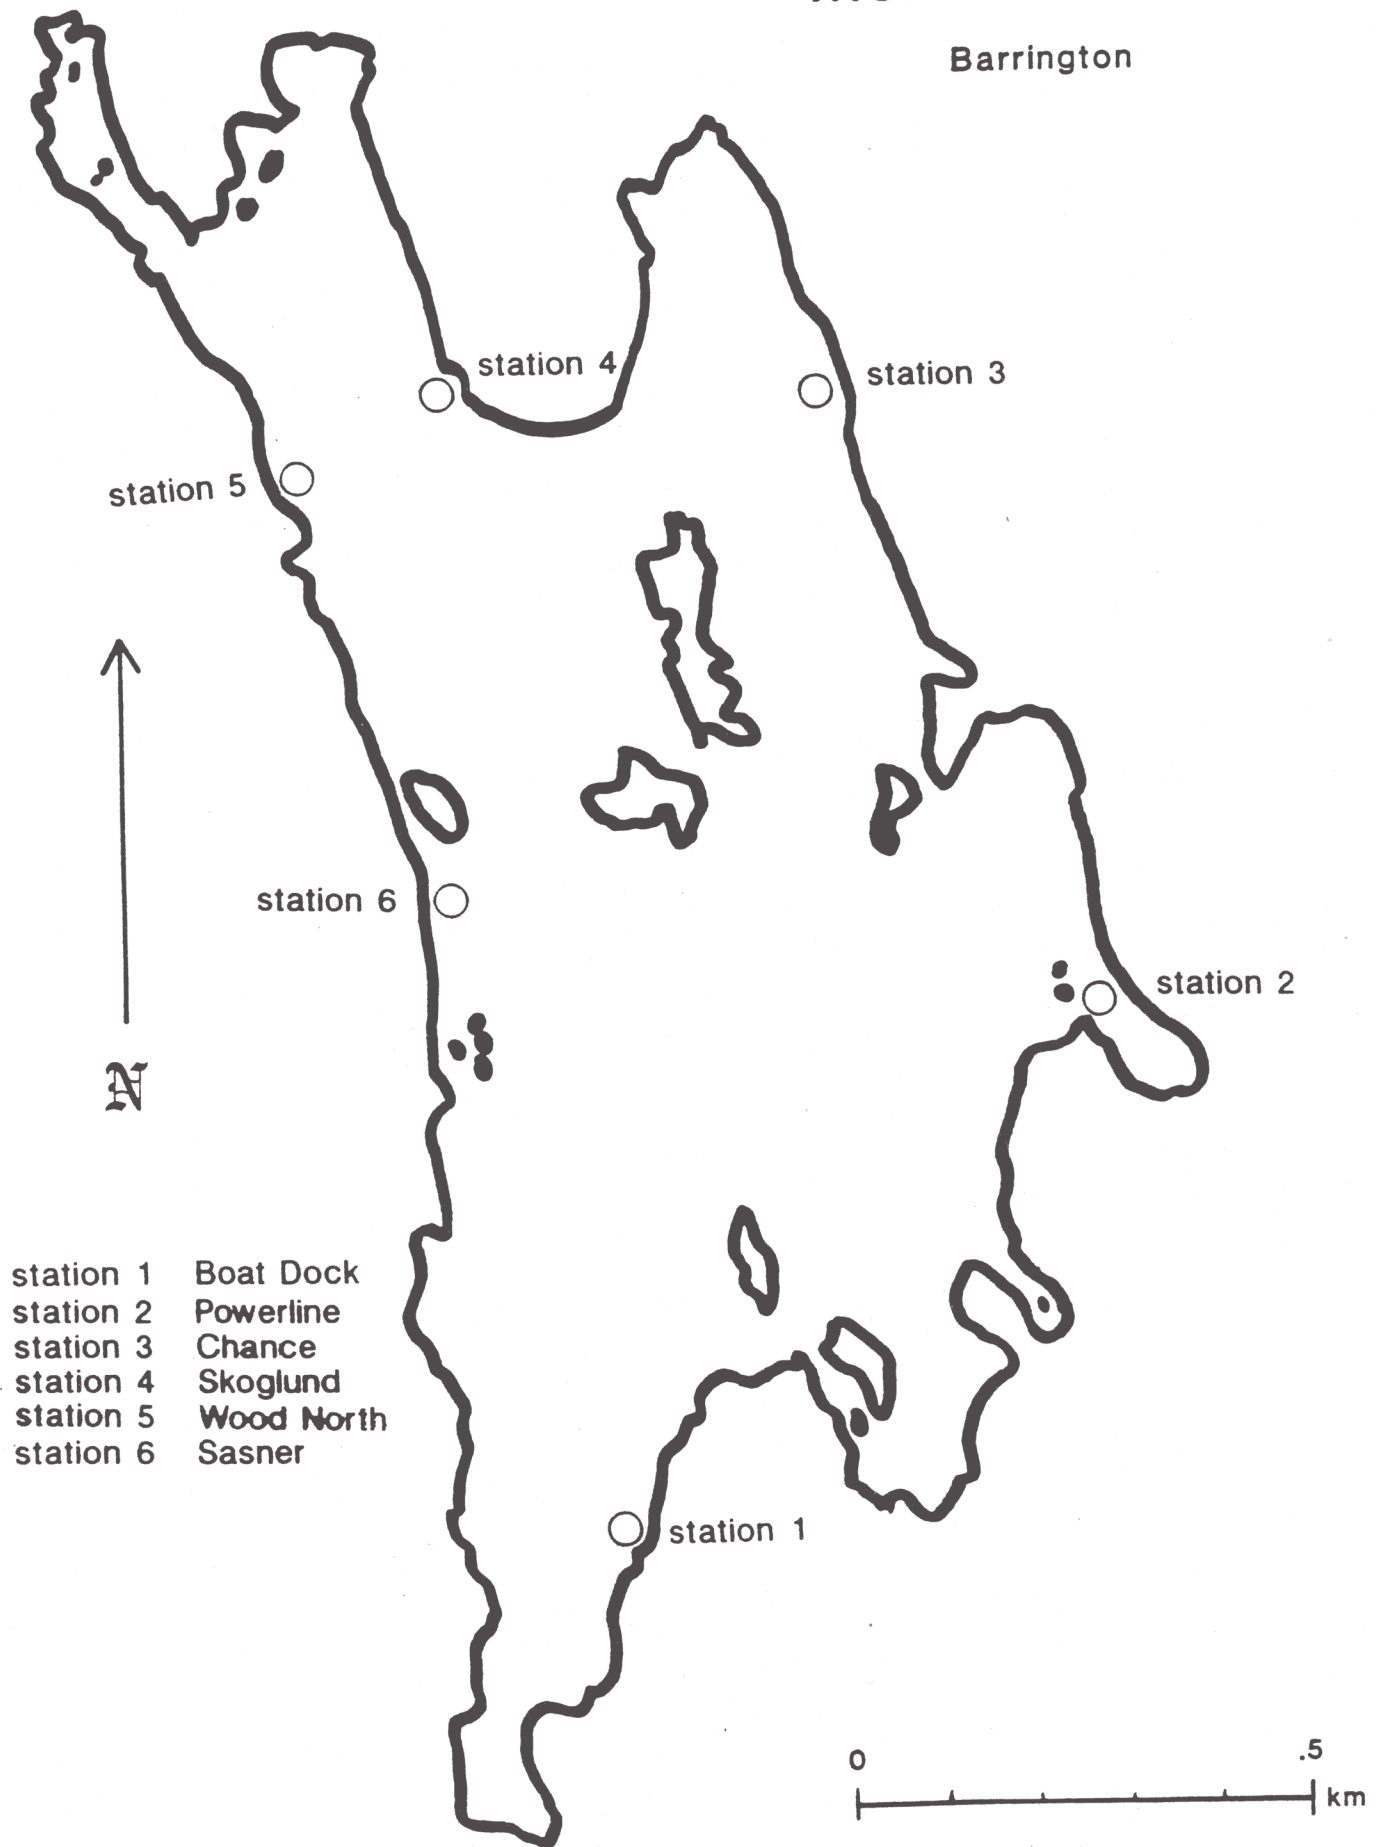 Barrington
station 4
station 3
station 5
station 6
station 2
N
station 1 Boat Dock
station 2 Powerline
station 3 Chance
station 4 Skoglund
station 5 Wood North
station 6 Sasner
station 1
0 .5
km